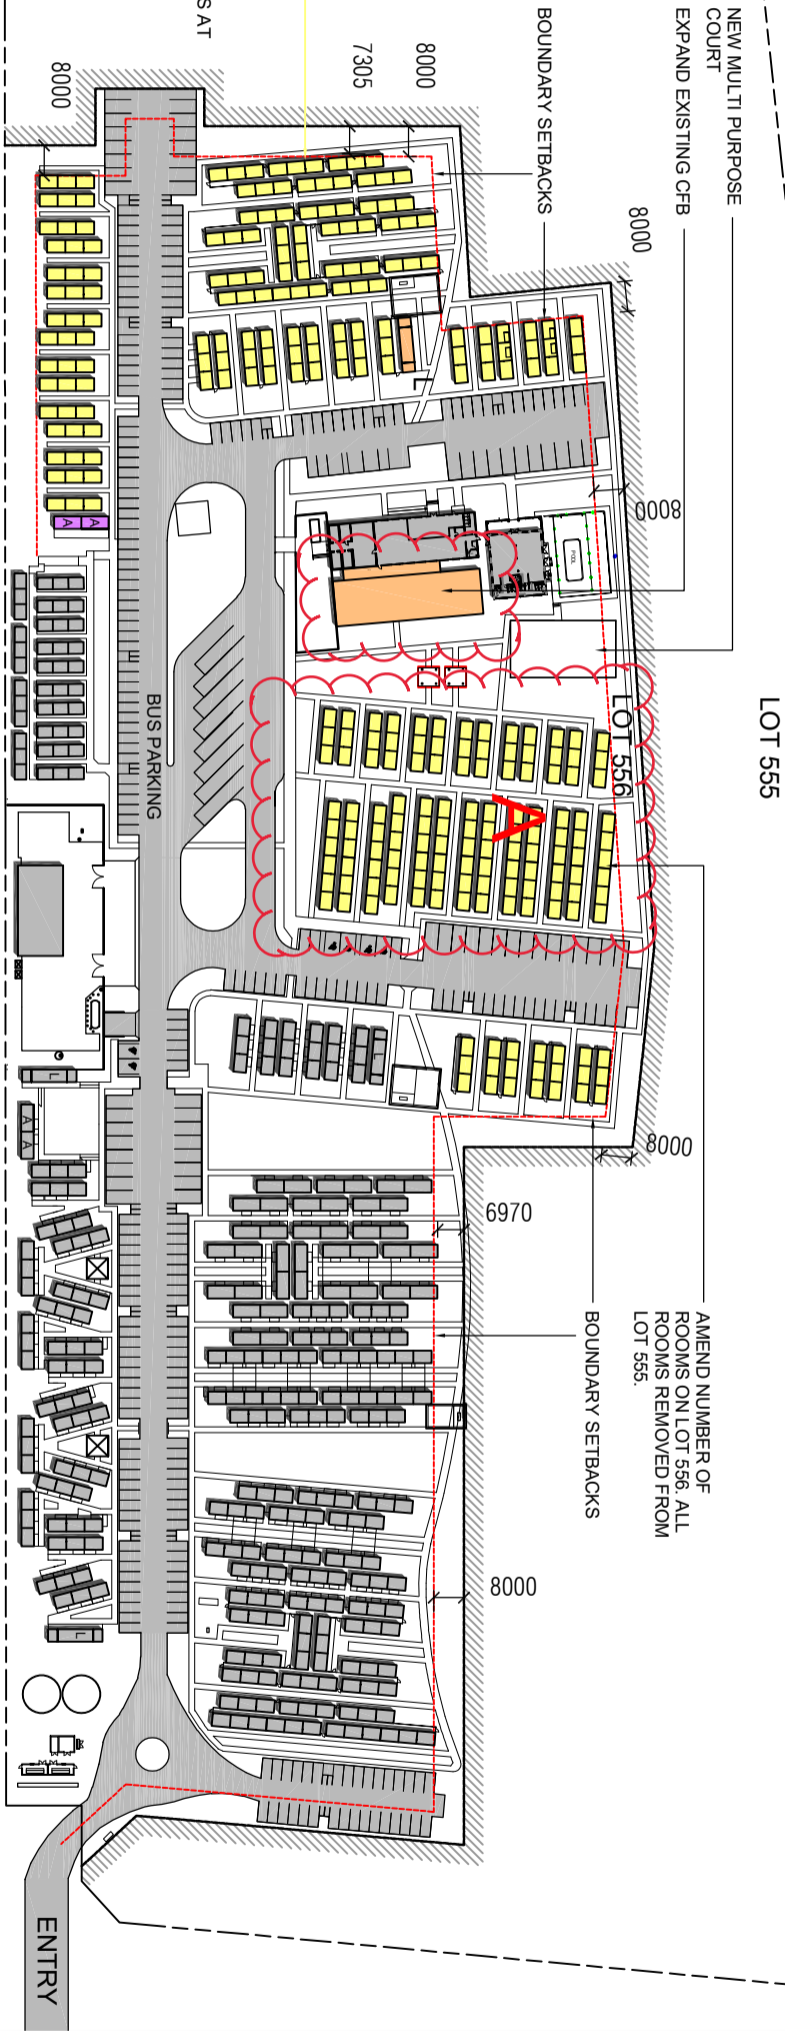 NEW MULTI PURPOSE
COURT
EXPAND EXISTING CFB
BOUNDARY SETBACKS
S AT
8000
7305
8000
8000
8000
LOT 555
LOT 556
A
POOL
L
A
A
BUS PARKING
L
A
A
8000
6970
AMEND NUMBER OF
ROOMS ON LOT 556. ALL
ROOMS REMOVED FROM
LOT 555.
BOUNDARY SETBACKS
8000
L
L
ENTRY